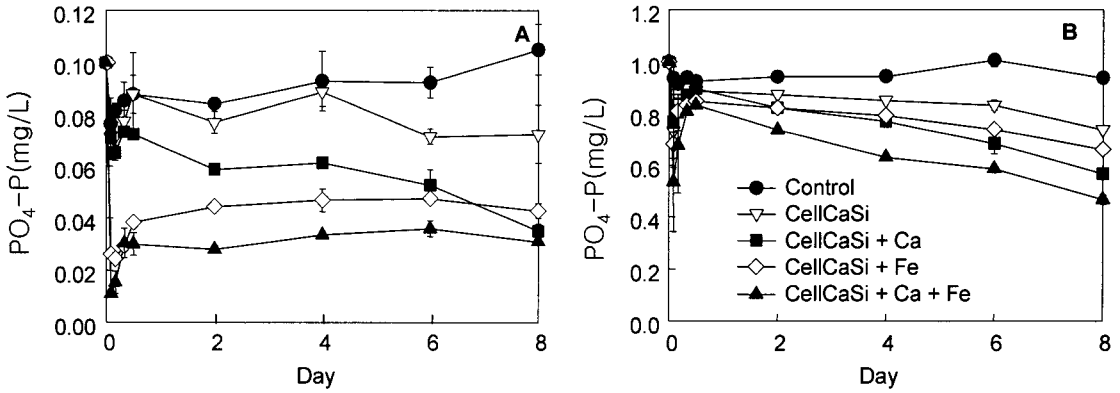 0.12
0.10
0.08
0.06
0.04
0.02
0.00
PO4−P(mg/L)
A
0 2 4 6 8
Day
1.2
1.0
0.8
0.6
0.4
0.2
0.0
PO4−P(mg/L)
B
Control
CellCaSi
CellCaSi + Ca
CellCaSi + Fe
CellCaSi + Ca + Fe
0 2 4 6 8
Day